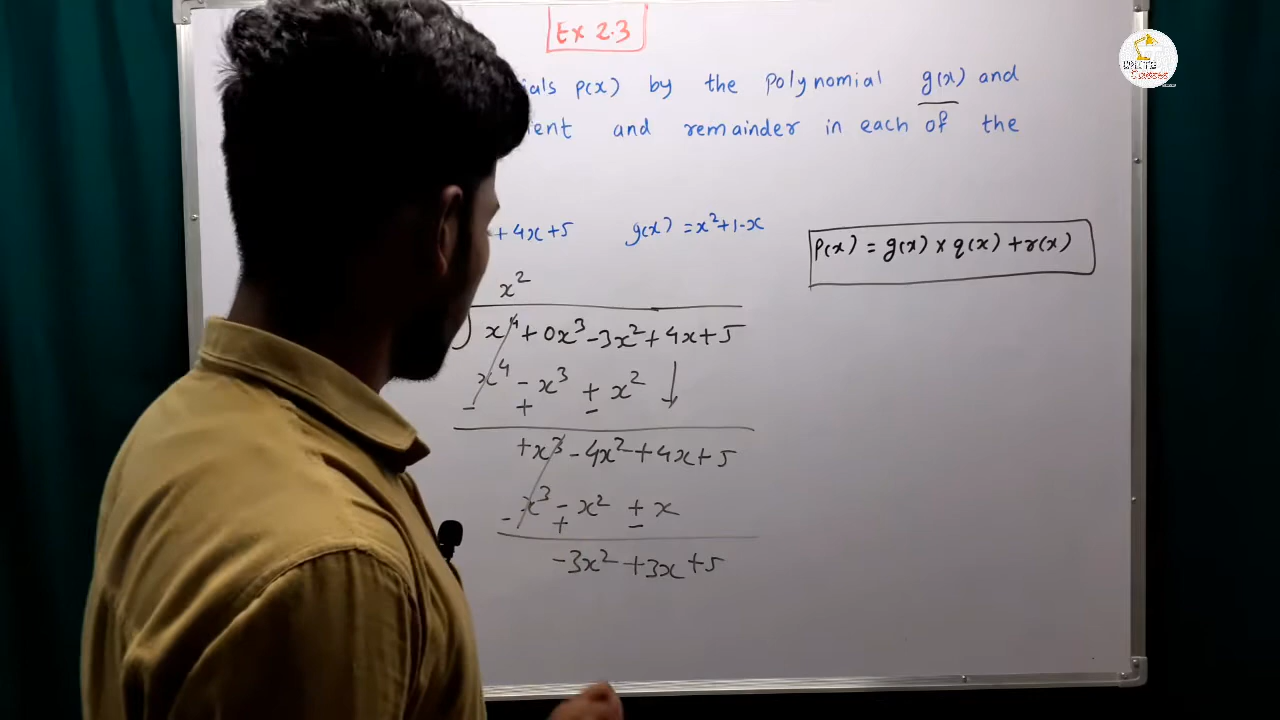 Ex 2.3
ials p(x) by the polynomial g(x) and
ient and remainder in each of the
+ 4x+5 g(x) = x²+1-x
p(x) = g(x) x q(x) + r(x)
x²
x⁴ + 0x³ - 3x² + 4x + 5
x⁴ - x³ + x²
- + -
+x³ - 4x² + 4x + 5
x³ - x² + x
- + -
-3x² + 3x + 5